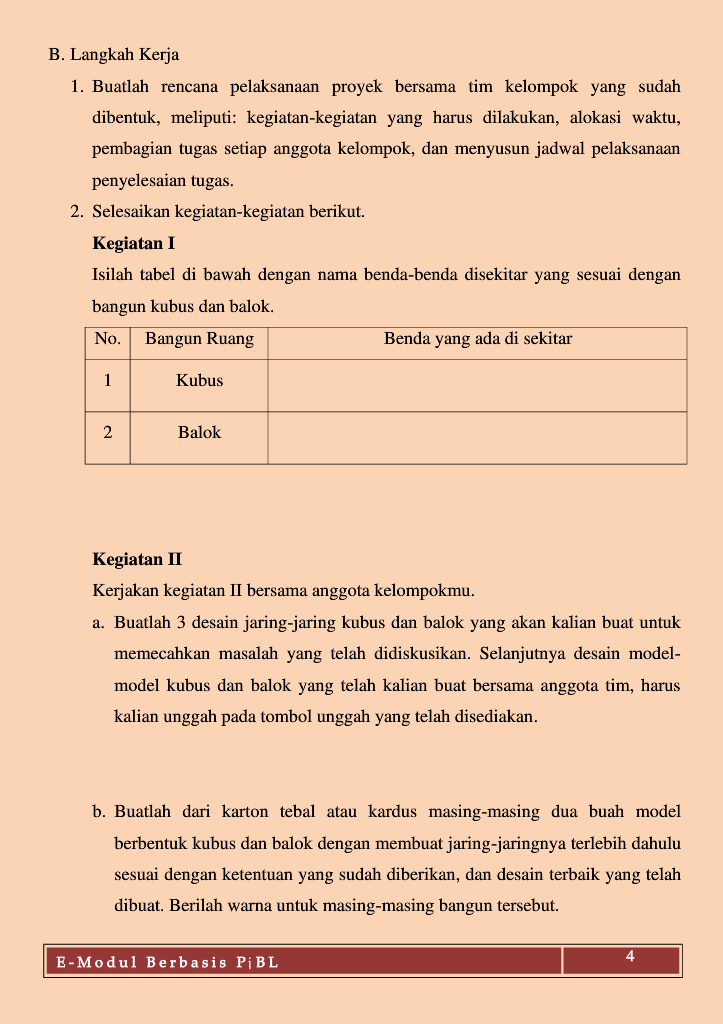 B. Langkah Kerja
1. Buatlah rencana pelaksanaan proyek bersama tim kelompok yang sudah
dibentuk, meliputi: kegiatan-kegiatan yang harus dilakukan, alokasi waktu,
pembagian tugas setiap anggota kelompok, dan menyusun jadwal pelaksanaan
penyelesaian tugas.
2. Selesaikan kegiatan-kegiatan berikut.
Kegiatan I
Isilah tabel di bawah dengan nama benda-benda disekitar yang sesuai dengan
bangun kubus dan balok.
No. Bangun Ruang Benda yang ada di sekitar
1 Kubus
2 Balok
Kegiatan II
Kerjakan kegiatan II bersama anggota kelompokmu.
a. Buatlah 3 desain jaring-jaring kubus dan balok yang akan kalian buat untuk
memecahkan masalah yang telah didiskusikan. Selanjutnya desain model-
model kubus dan balok yang telah kalian buat bersama anggota tim, harus
kalian unggah pada tombol unggah yang telah disediakan.
b. Buatlah dari karton tebal atau kardus masing-masing dua buah model
berbentuk kubus dan balok dengan membuat jaring-jaringnya terlebih dahulu
sesuai dengan ketentuan yang sudah diberikan, dan desain terbaik yang telah
dibuat. Berilah warna untuk masing-masing bangun tersebut.
E-Modul Berbasis PjBL 4